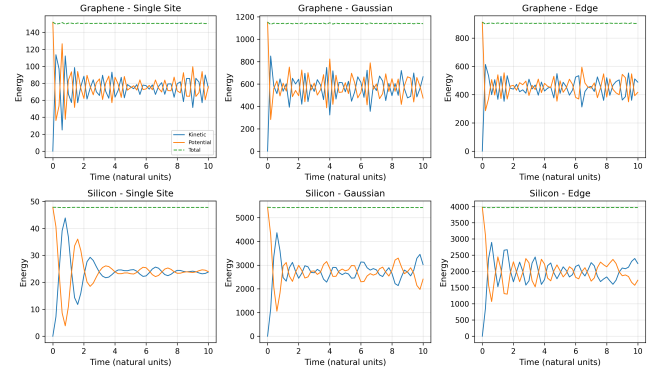 Graphene - Single Site
Graphene - Gaussian
Graphene - Edge
Energy
140
120
100
80
60
40
20
0
Kinetic
Potential
Total
0 2 4 6 8 10
Time (natural units)
Energy
1200
1000
800
600
400
200
0
0 2 4 6 8 10
Time (natural units)
Energy
800
600
400
200
0
0 2 4 6 8 10
Time (natural units)
Silicon - Single Site
Silicon - Gaussian
Silicon - Edge
Energy
50
40
30
20
10
0
0 2 4 6 8 10
Time (natural units)
Energy
5000
4000
3000
2000
1000
0
0 2 4 6 8 10
Time (natural units)
Energy
4000
3500
3000
2500
2000
1500
1000
500
0
0 2 4 6 8 10
Time (natural units)